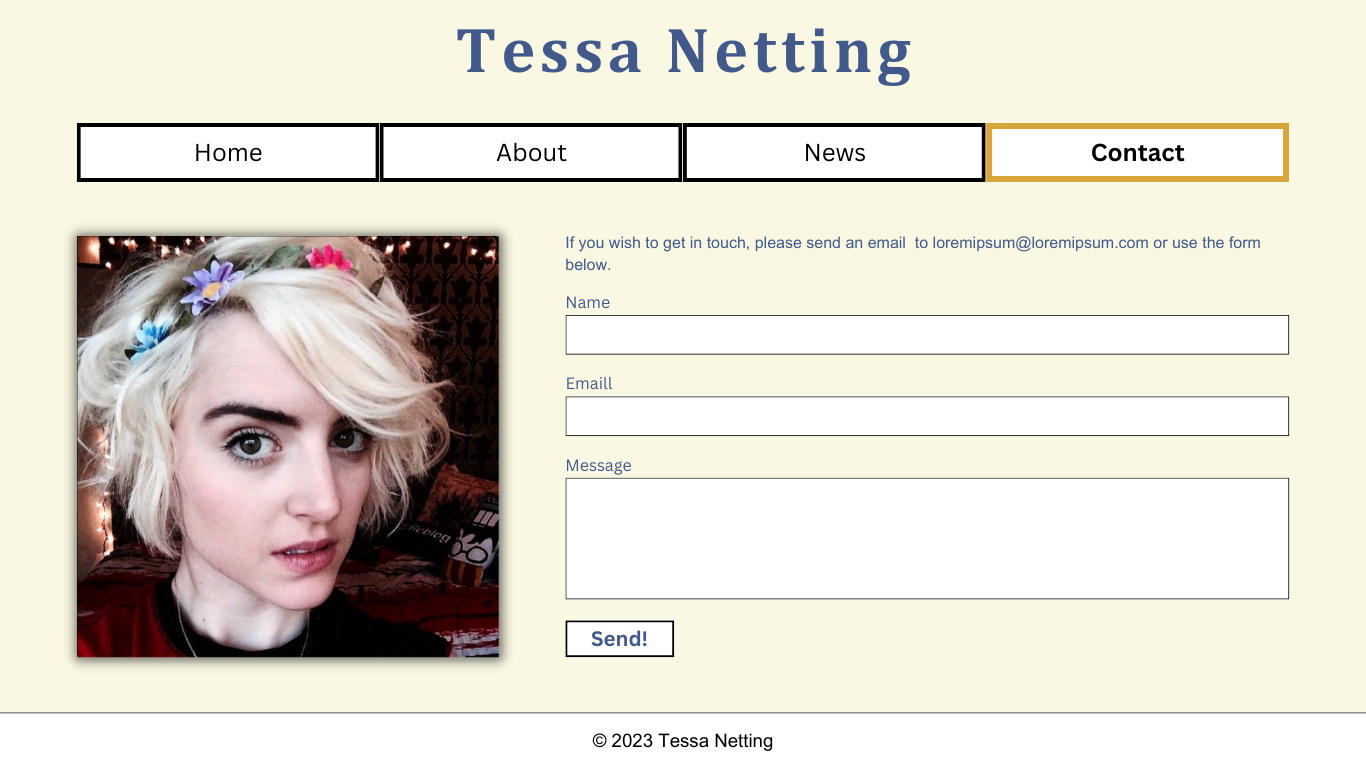 Tessa Netting
Home
About
News
Contact
If you wish to get in touch, please send an email  to loremipsum@loremipsum.com or use the form
below.
Name
Emaill
Message
reblog
Send!
© 2023 Tessa Netting